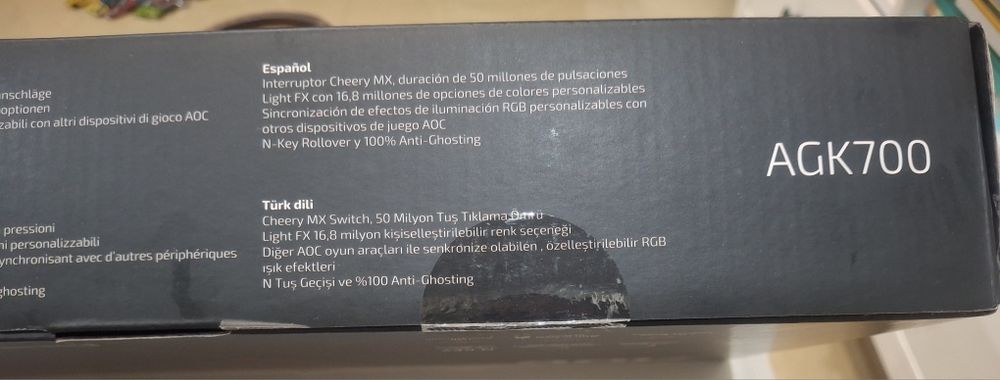 nschläge
optionen
zabili con altri dispositivi di gioco AOC
pressioni
ni personalizzabili
ynchronisant avec d'autres périphériques
ghosting
Español
Interruptor Cheery MX, duración de 50 millones de pulsaciones
Light FX con 16,8 millones de opciones de colores personalizables
Sincronización de efectos de iluminación RGB personalizables con
otros dispositivos de juego AOC
N-Key Rollover y 100% Anti-Ghosting
Türk dili
Cheery MX Switch, 50 Milyon Tuş Tıklama Ömrü
Light FX 16,8 milyon kişiselleştirilebilir renk seçeneği
Diğer AOC oyun araçları ile senkronize olabilen , özelleştirilebilir RGB
ışık efektleri
N Tuş Geçişi ve %100 Anti-Ghosting
AGK700